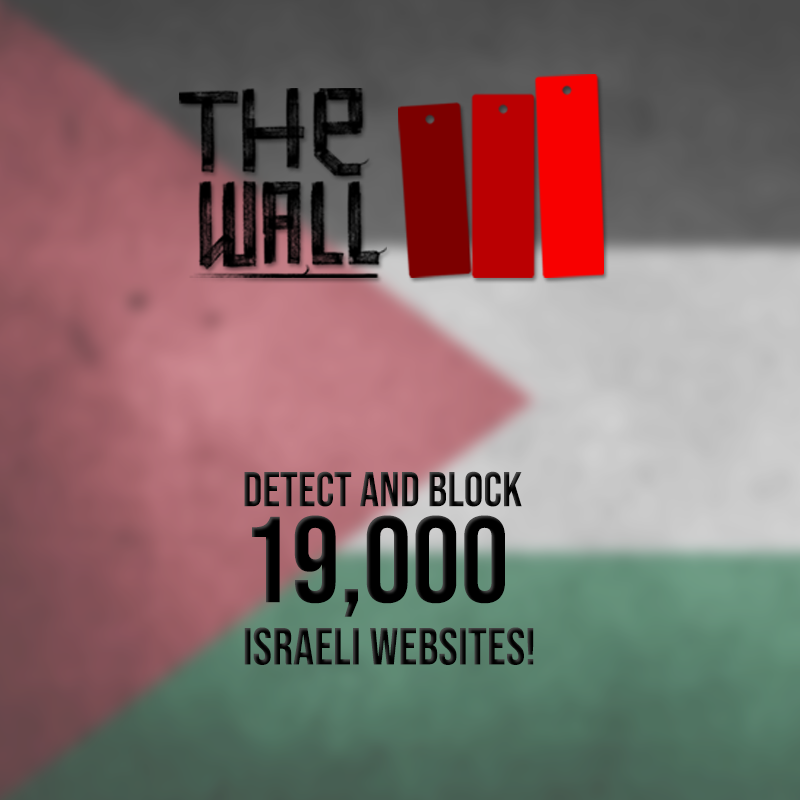 THE
WALL
DETECT AND BLOCK
19,000
ISRAELI WEBSITES!